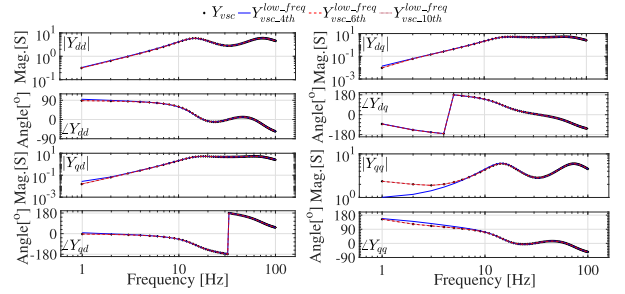 Y_vsc Y_vsc_4th^low_freq Y_vsc_6th^low_freq Y_vsc_10th^low_freq
Mag.[S] 10^1 10^0 10^-1 |Y_dd|
Angle[°] 90 0 -90 ∠Y_dd
Mag.[S] 10^1 10^0 10^-1 |Y_qd|
Angle[°] 180 0 -180 ∠Y_qd
1 10 100
Frequency [Hz]
Mag.[S] 10^1 10^-1 10^-3 |Y_dq|
Angle[°] 180 0 -180 ∠Y_dq
Mag.[S] 10^1 10^0 |Y_qq|
Angle[°] 180 90 0 -90 ∠Y_qq
1 10 100
Frequency [Hz]